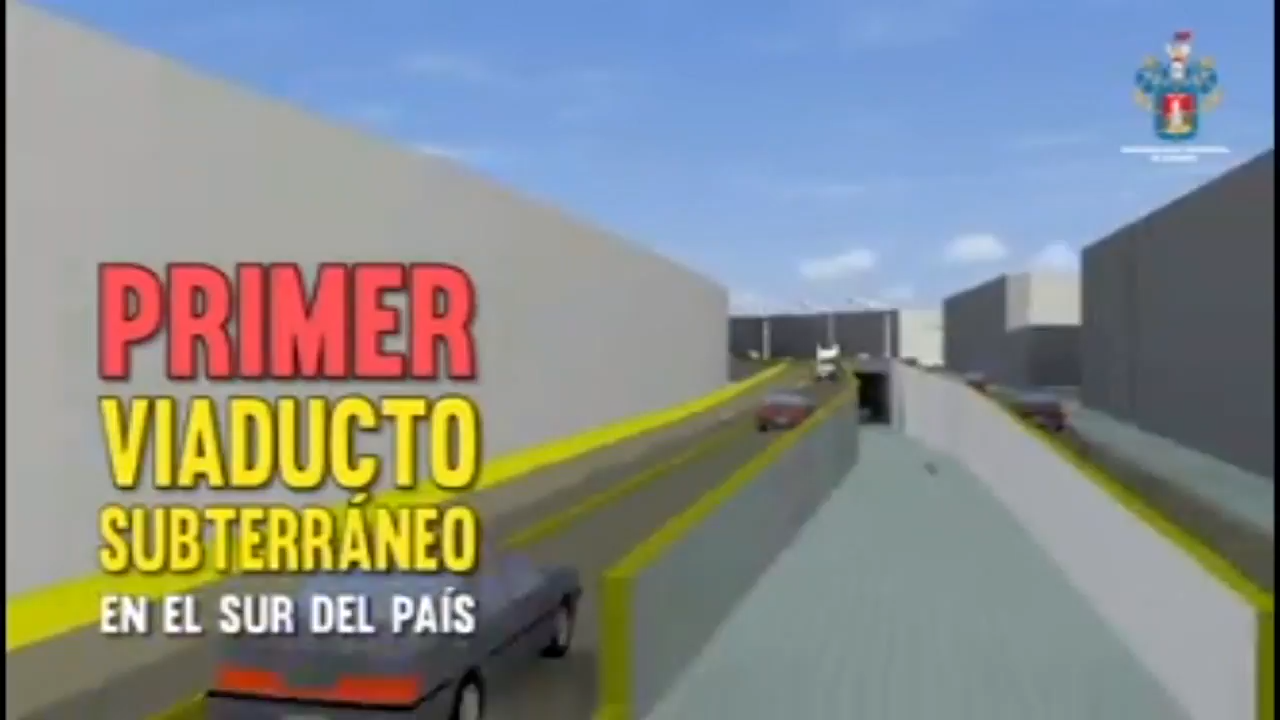 PRIMER
VIADUCTO
SUBTERRÁNEO
EN EL SUR DEL PAÍS